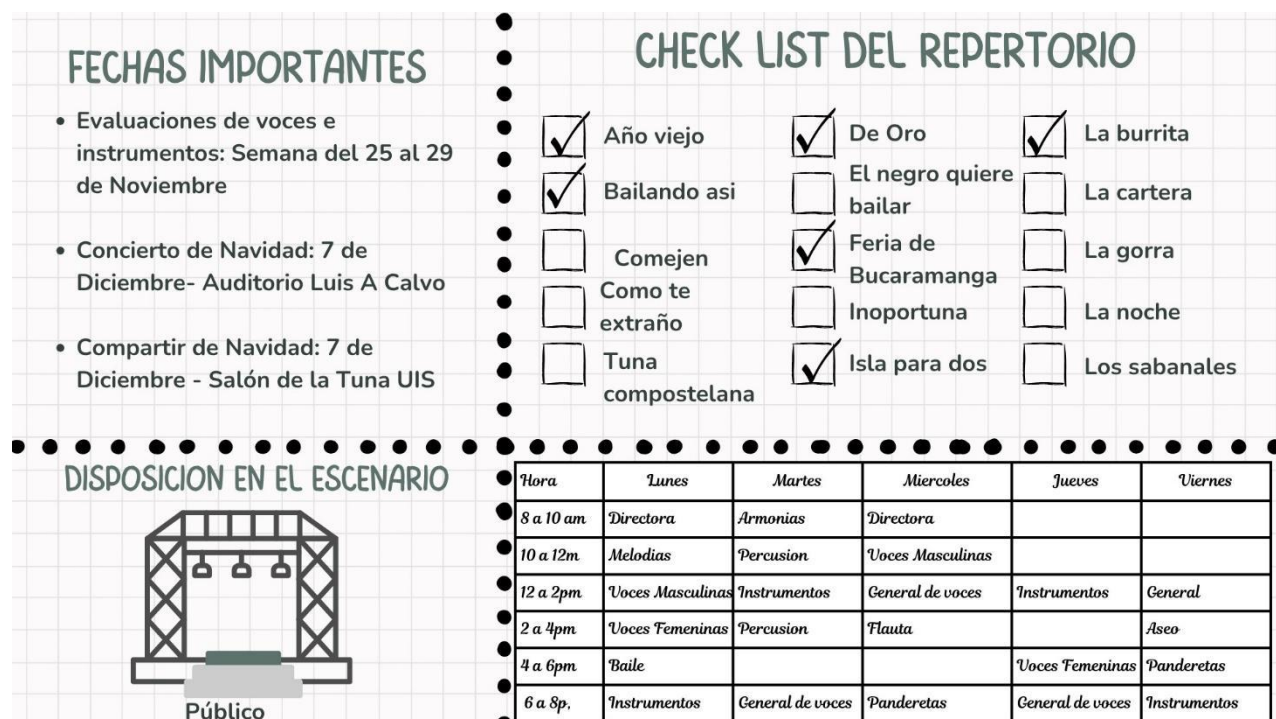 FECHAS IMPORTANTES
• Evaluaciones de voces e
instrumentos: Semana del 25 al 29
de Noviembre
• Concierto de Navidad: 7 de
Diciembre- Auditorio Luis A Calvo
• Compartir de Navidad: 7 de
Diciembre - Salón de la Tuna UIS
CHECK LIST DEL REPERTORIO
Año viejo
Bailando asi
Comejen
Como te
extraño
Tuna
compostelana
De Oro
El negro quiere
bailar
Feria de
Bucaramanga
Inoportuna
Isla para dos
La burrita
La cartera
La gorra
La noche
Los sabanales
DISPOSICION EN EL ESCENARIO
Público
Hora Lunes Martes Miercoles Jueves Viernes
8 a 10 am Directora Armonias Directora
10 a 12m Melodias Percusion Voces Masculinas
12 a 2pm Voces Masculinas Instrumentos General de voces Instrumentos General
2 a 4pm Voces Femeninas Percusion Flauta Aseo
4 a 6pm Baile Voces Femeninas Panderetas
6 a 8p, Instrumentos General de voces Panderetas General de voces Instrumentos